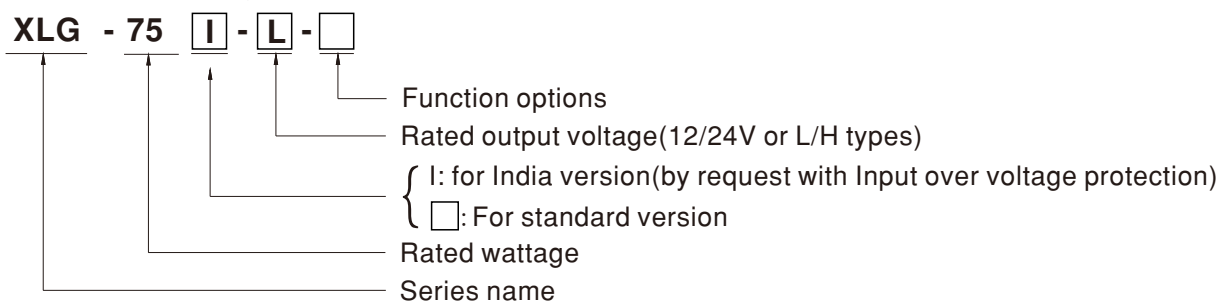 XLG - 75 I - L - □
Function options
Rated output voltage(12/24V or L/H types)
I: for India version(by request with Input over voltage protection)
□: For standard version
Rated wattage
Series name